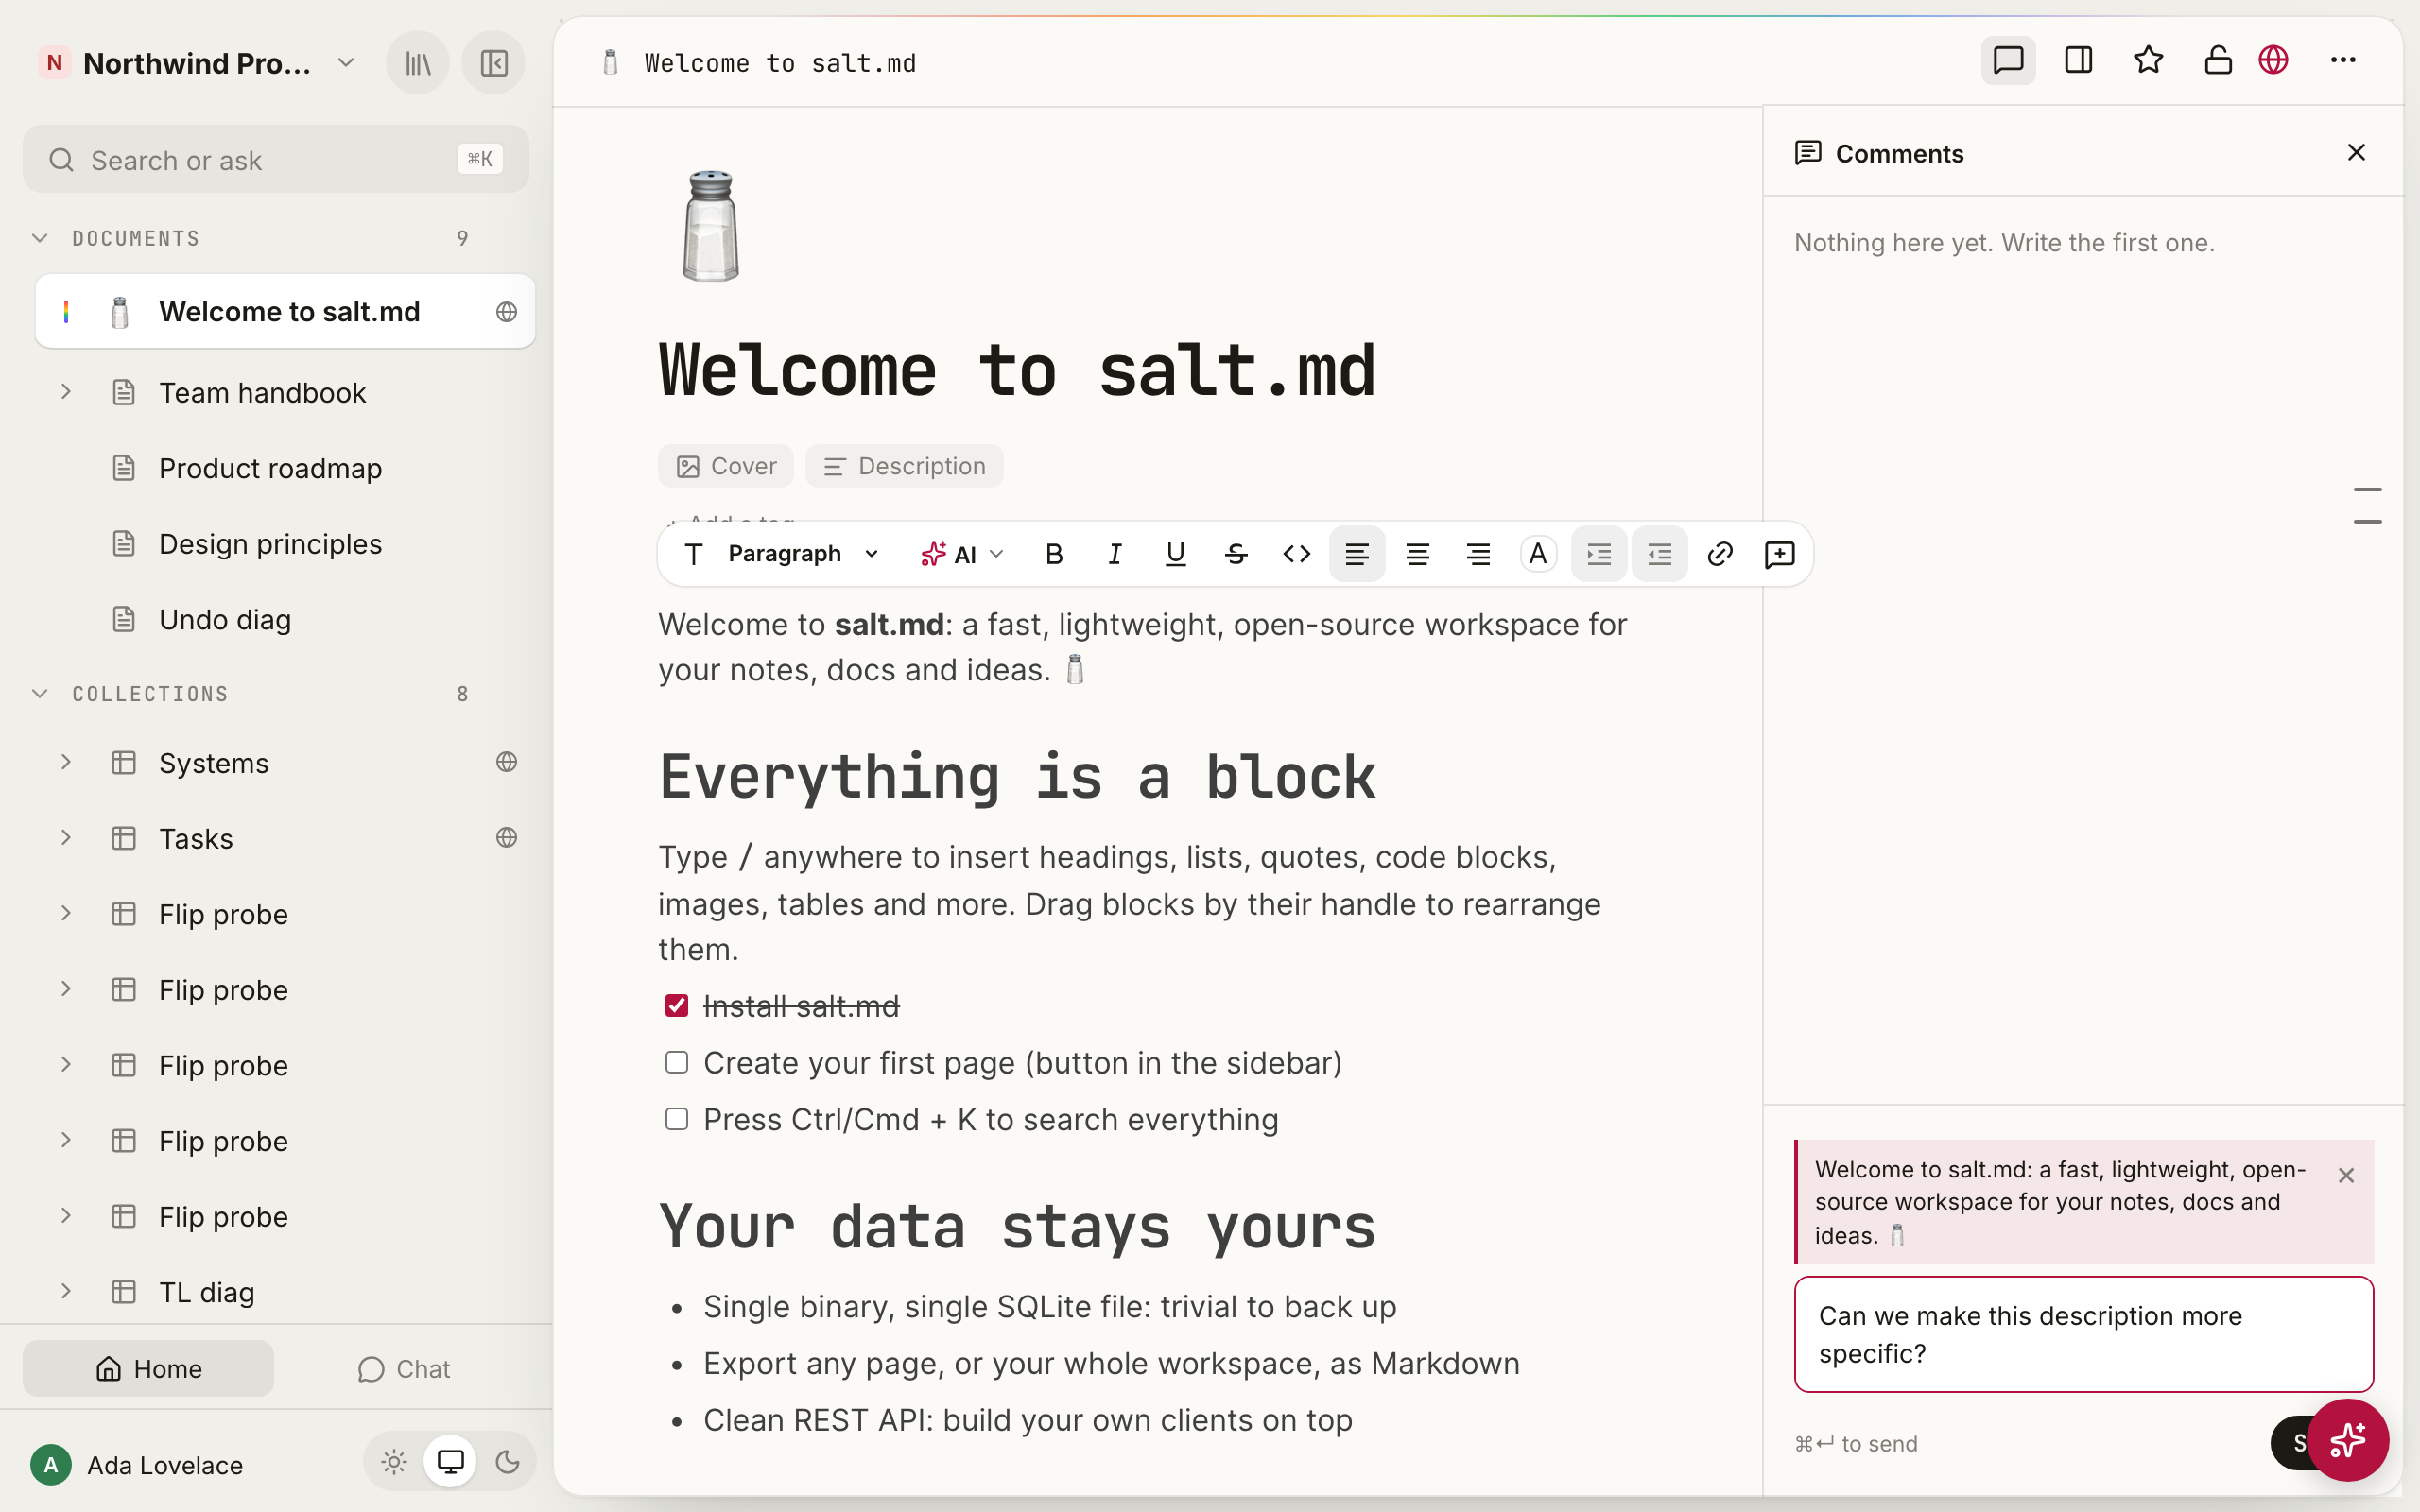 N Northwind Pro...
Search or ask ⌘K
DOCUMENTS 9
Welcome to salt.md
Team handbook
Product roadmap
Design principles
Undo diag
COLLECTIONS 8
Systems
Tasks
Flip probe
Flip probe
Flip probe
Flip probe
Flip probe
TL diag
Home Chat
A Ada Lovelace
Welcome to salt.md
Welcome to salt.md
Cover Description
Paragraph AI B I U S A
Welcome to salt.md: a fast, lightweight, open-source workspace for
your notes, docs and ideas.
Everything is a block
Type / anywhere to insert headings, lists, quotes, code blocks,
images, tables and more. Drag blocks by their handle to rearrange
them.
Install salt.md
Create your first page (button in the sidebar)
Press Ctrl/Cmd + K to search everything
Your data stays yours
• Single binary, single SQLite file: trivial to back up
• Export any page, or your whole workspace, as Markdown
• Clean REST API: build your own clients on top
Comments
Nothing here yet. Write the first one.
Welcome to salt.md: a fast, lightweight, open-
source workspace for your notes, docs and
ideas.
Can we make this description more
specific?
⌘↵ to send